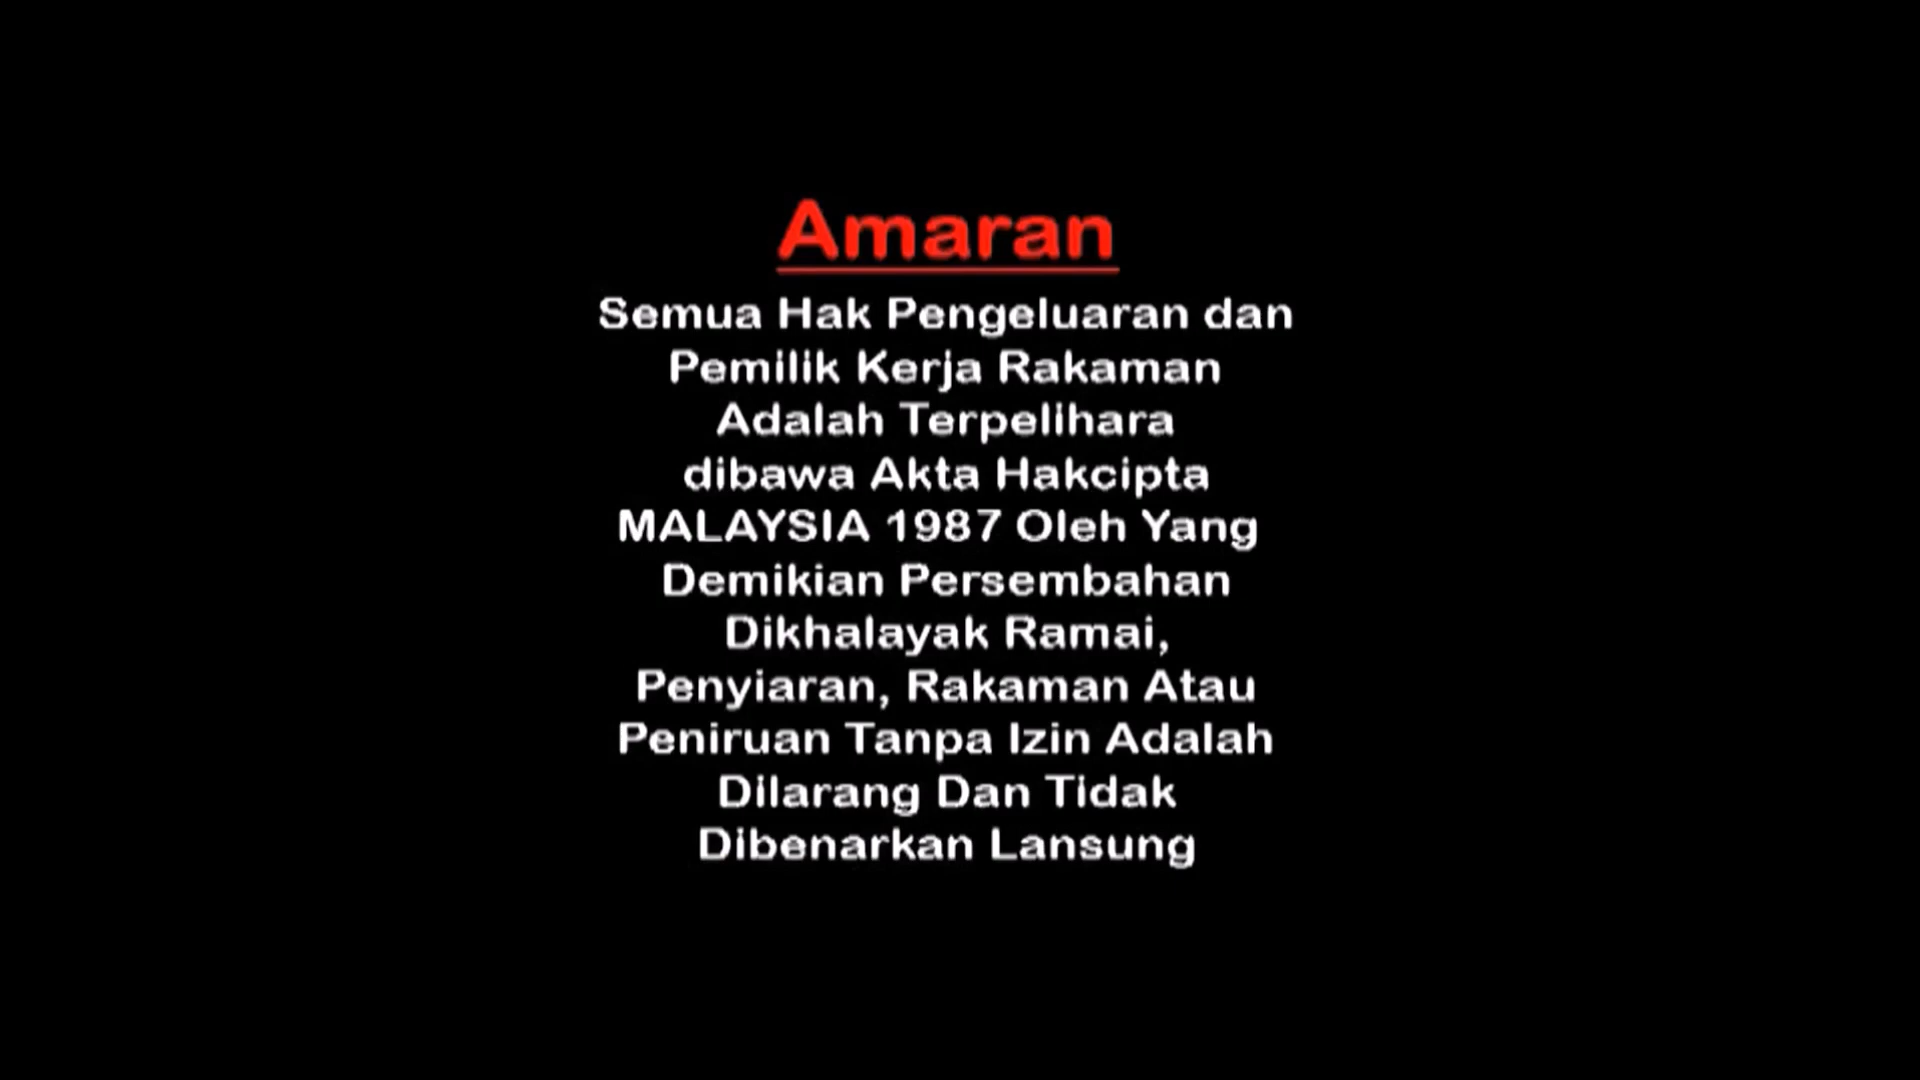 Amaran
Semua Hak Pengeluaran dan
Pemilik Kerja Rakaman
Adalah Terpelihara
dibawa Akta Hakcipta
MALAYSIA 1987 Oleh Yang
Demikian Persembahan
Dikhalayak Ramai,
Penyiaran, Rakaman Atau
Peniruan Tanpa Izin Adalah
Dilarang Dan Tidak
Dibenarkan Lansung